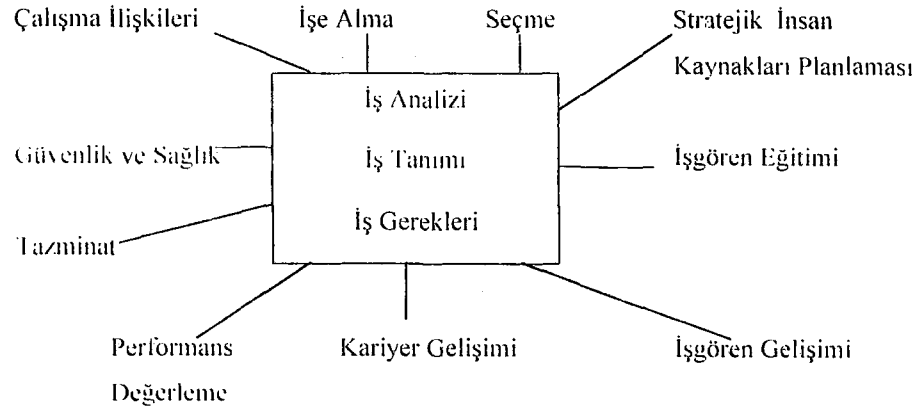 Çalışma İlişkileri İşe Alma Seçme Stratejik İnsan
Kaynakları Planlaması
İş Analizi
Güvenlik ve Sağlık İş Tanımı İşgören Eğitimi
İş Gerekleri
Tazminat
Performans Kariyer Gelişimi İşgören Gelişimi
Değerleme